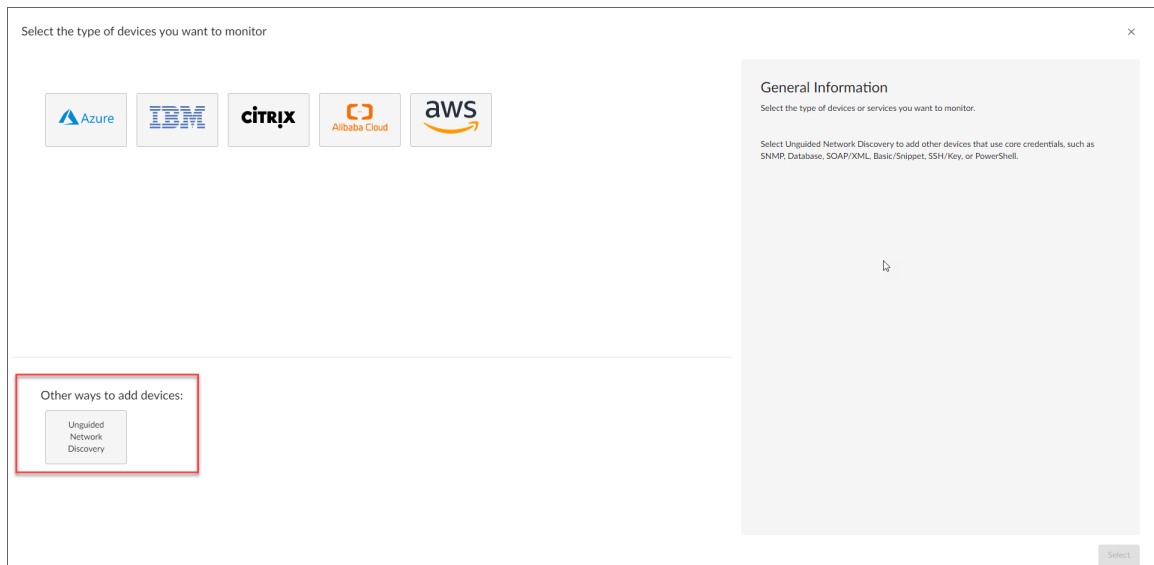 Select the type of devices you want to monitor
×
Azure
IBM
CİTRIX
Alibaba Cloud
aws
General Information
Select the type of devices or services you want to monitor.
Select Unguided Network Discovery to add other devices that use core credentials, such as
SNMP, Database, SOAP/XML, Basic/Snippet, SSH/Key, or PowerShell.
Other ways to add devices:
Unguided
Network
Discovery
Select